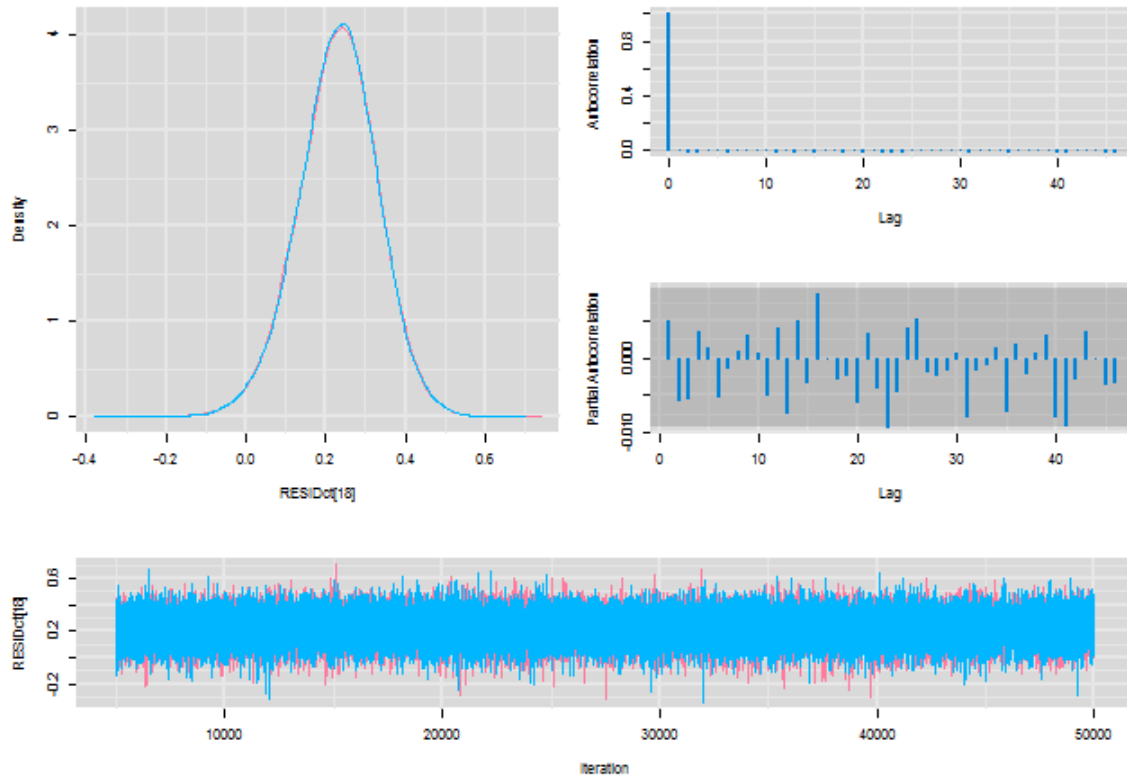 Density
4
3
2
1
0
-0.4 -0.2 0.0 0.2 0.4 0.6
RESIDct[18]
Autocorrelation
0.8
0.4
0.0
0 10 20 30 40
Lag
Partial Autocorrelation
0.000
-0.010
0 10 20 30 40
Lag
RESIDct[18]
0.6
0.2
-0.2
10000 20000 30000 40000 50000
Iteration